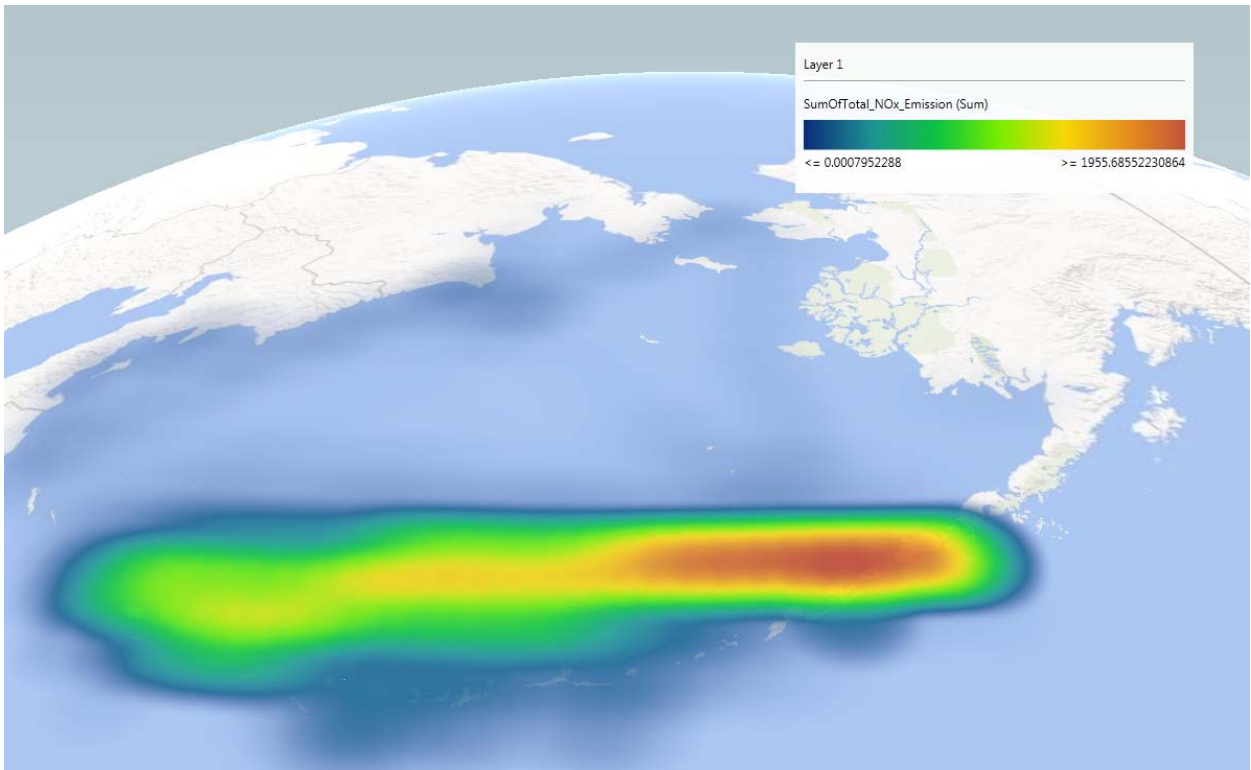 Layer 1
SumOfTotal_NOx_Emission (Sum)
<= 0.0007952288
>= 1955.68552230864